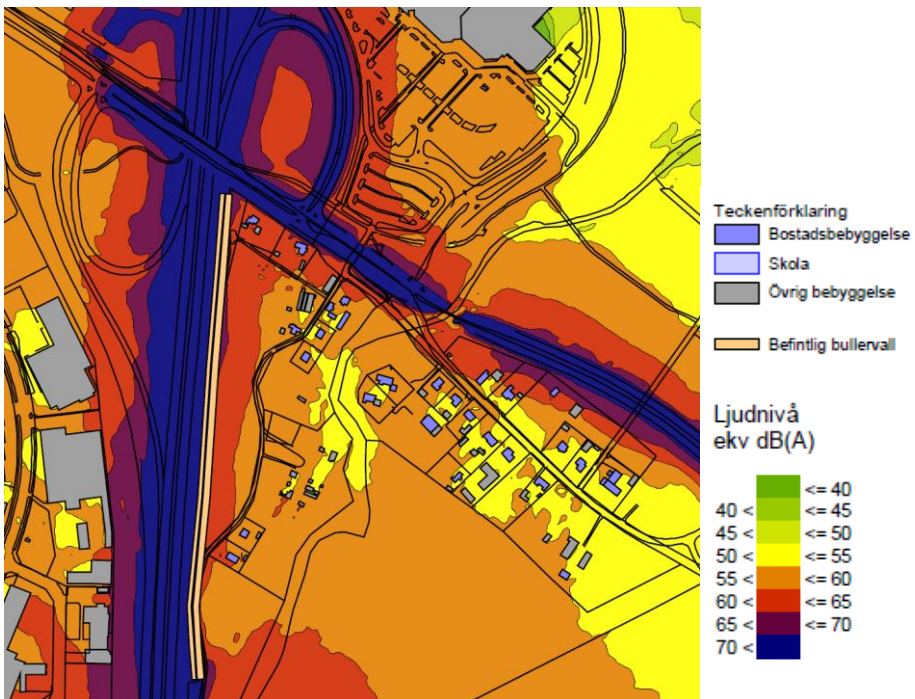 Teckenförklaring
Bostadsbebyggelse
Skola
Övrig bebyggelse
Befintlig bullervall
Ljudnivå
ekv dB(A)
<= 40
40 < <= 45
45 < <= 50
50 < <= 55
55 < <= 60
60 < <= 65
65 < <= 70
70 <